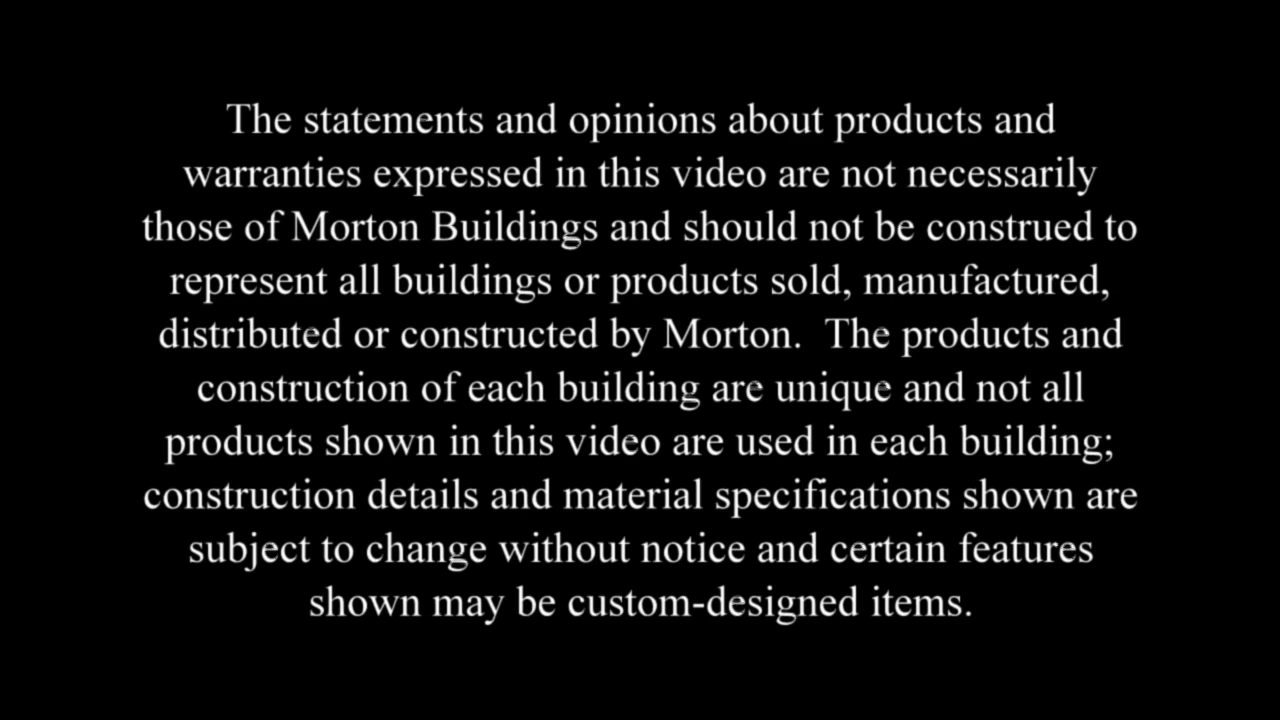 The statements and opinions about products and
warranties expressed in this video are not necessarily
those of Morton Buildings and should not be construed to
represent all buildings or products sold, manufactured,
distributed or constructed by Morton.  The products and
construction of each building are unique and not all
products shown in this video are used in each building;
construction details and material specifications shown are
subject to change without notice and certain features
shown may be custom-designed items.